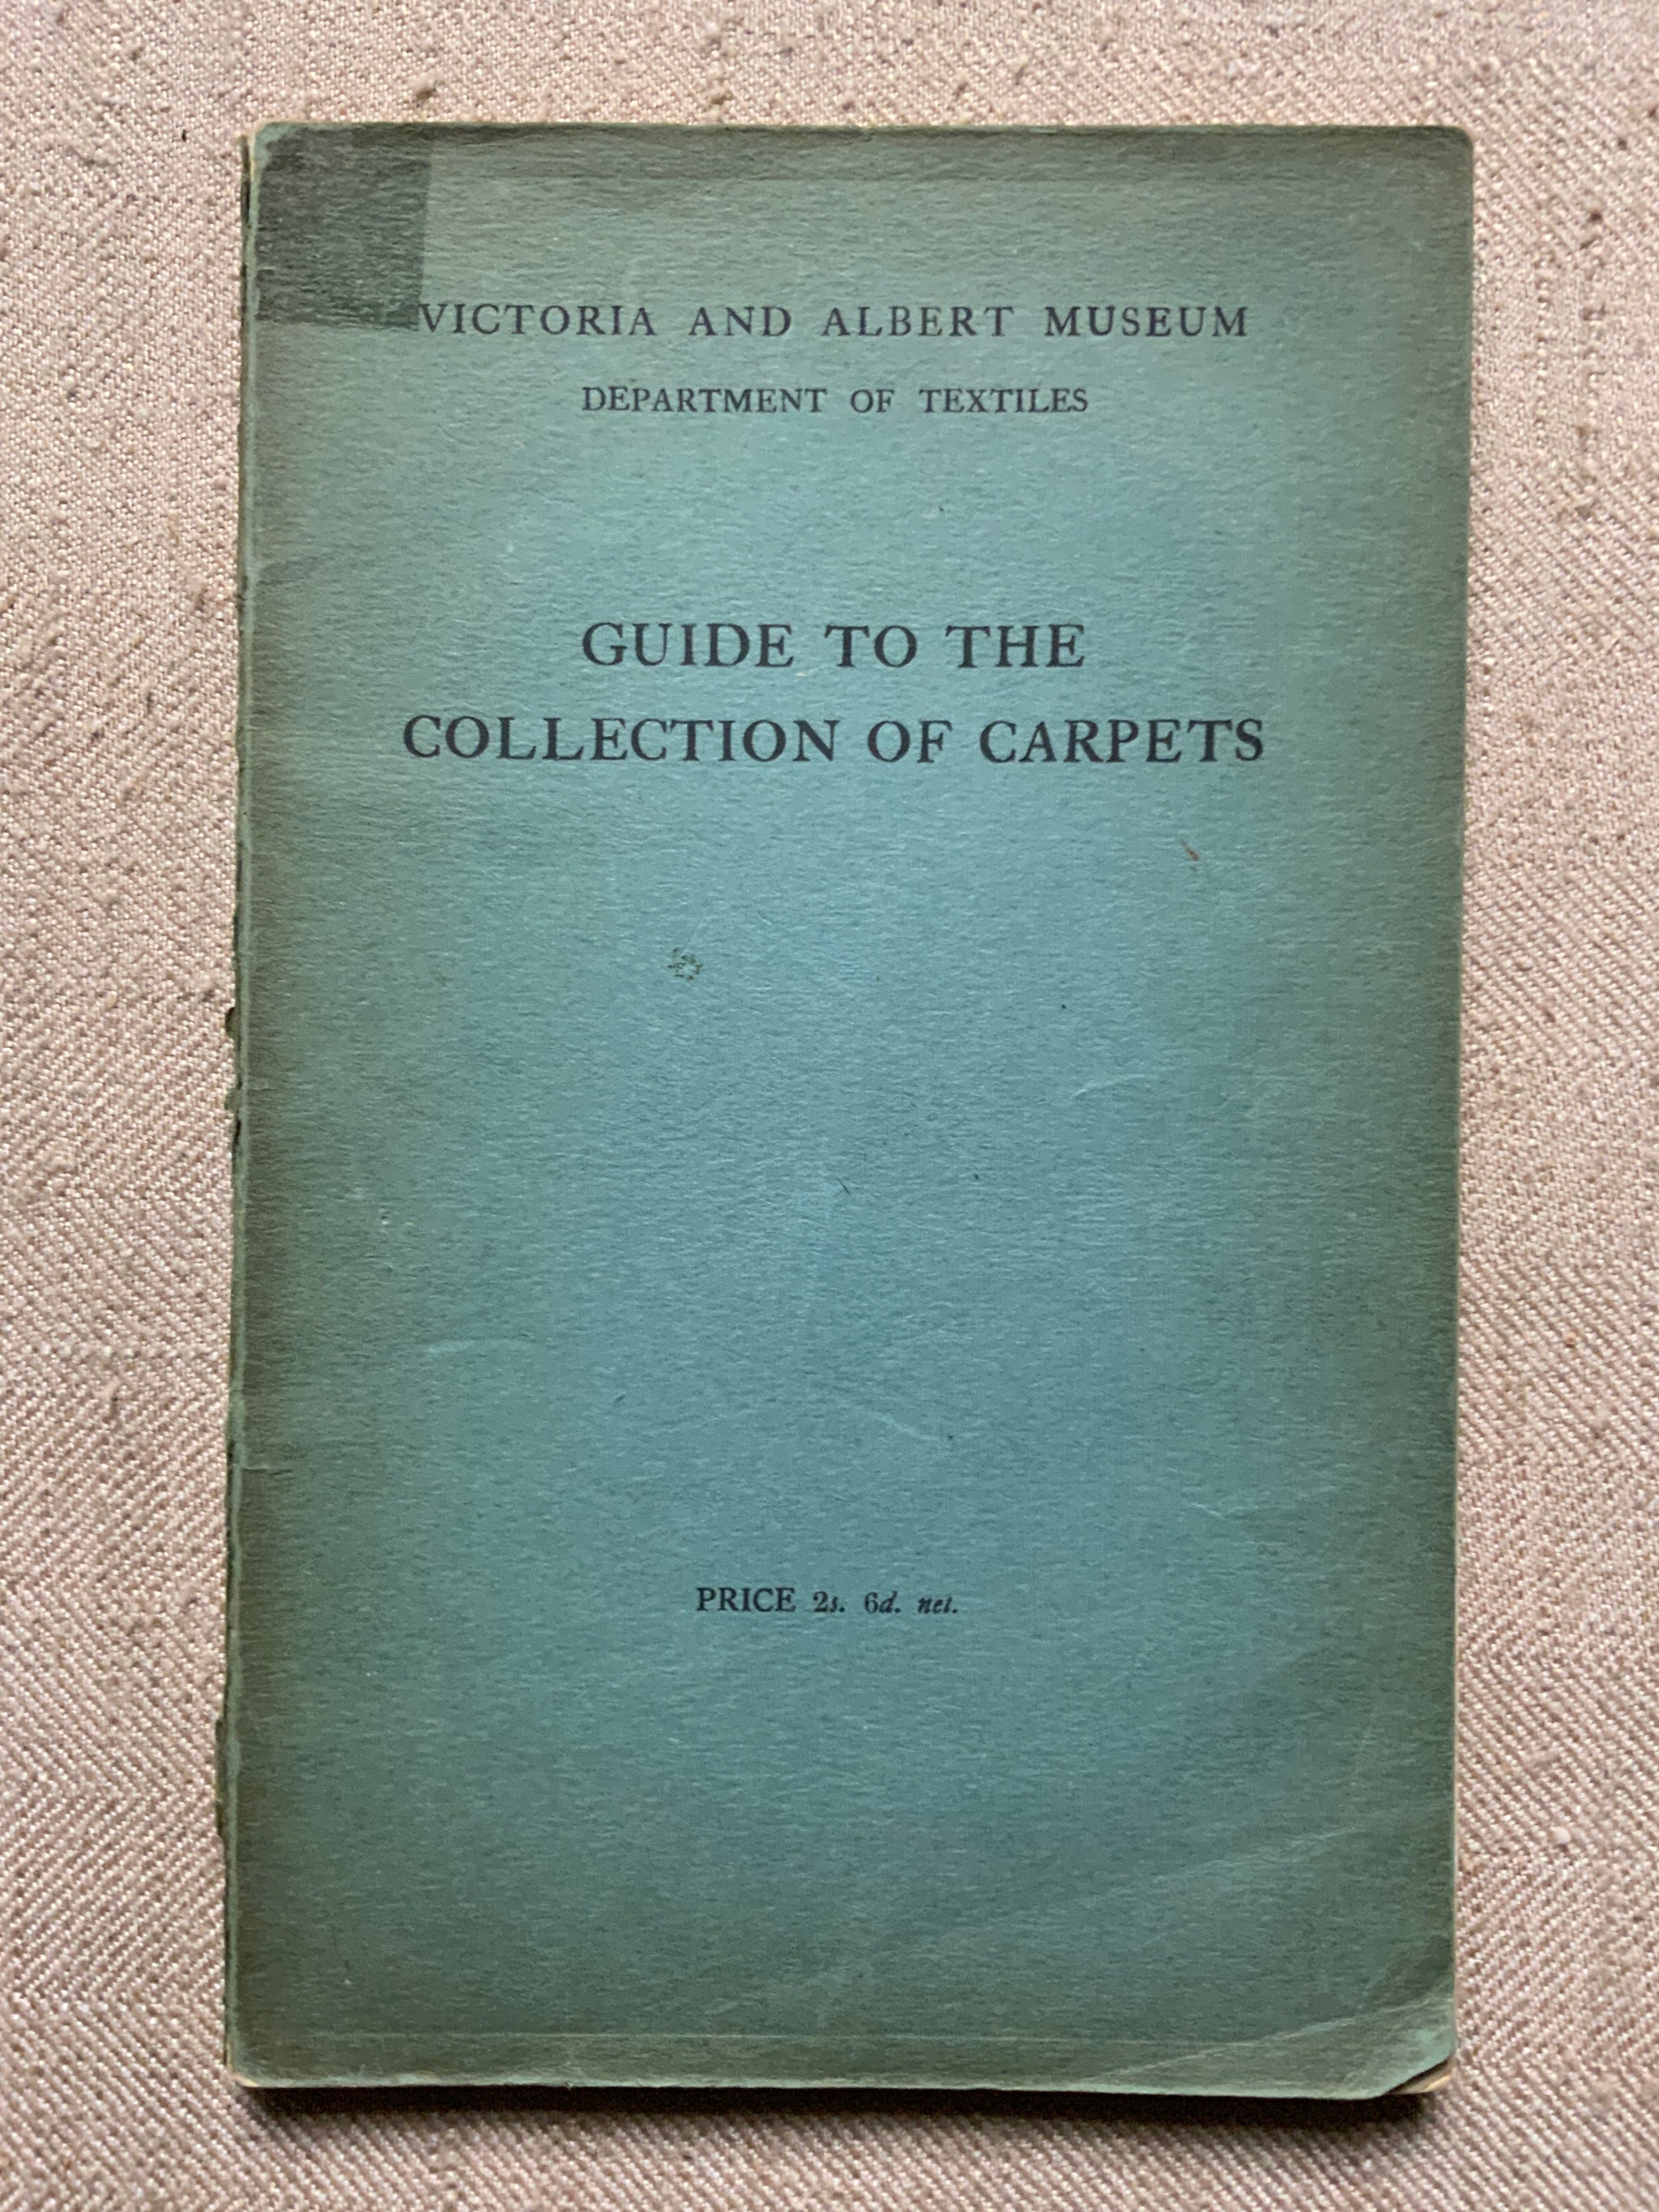 VICTORIA AND ALBERT MUSEUM
DEPARTMENT OF TEXTILES
GUIDE TO THE
COLLECTION OF CARPETS
PRICE 2s. 6d. net.